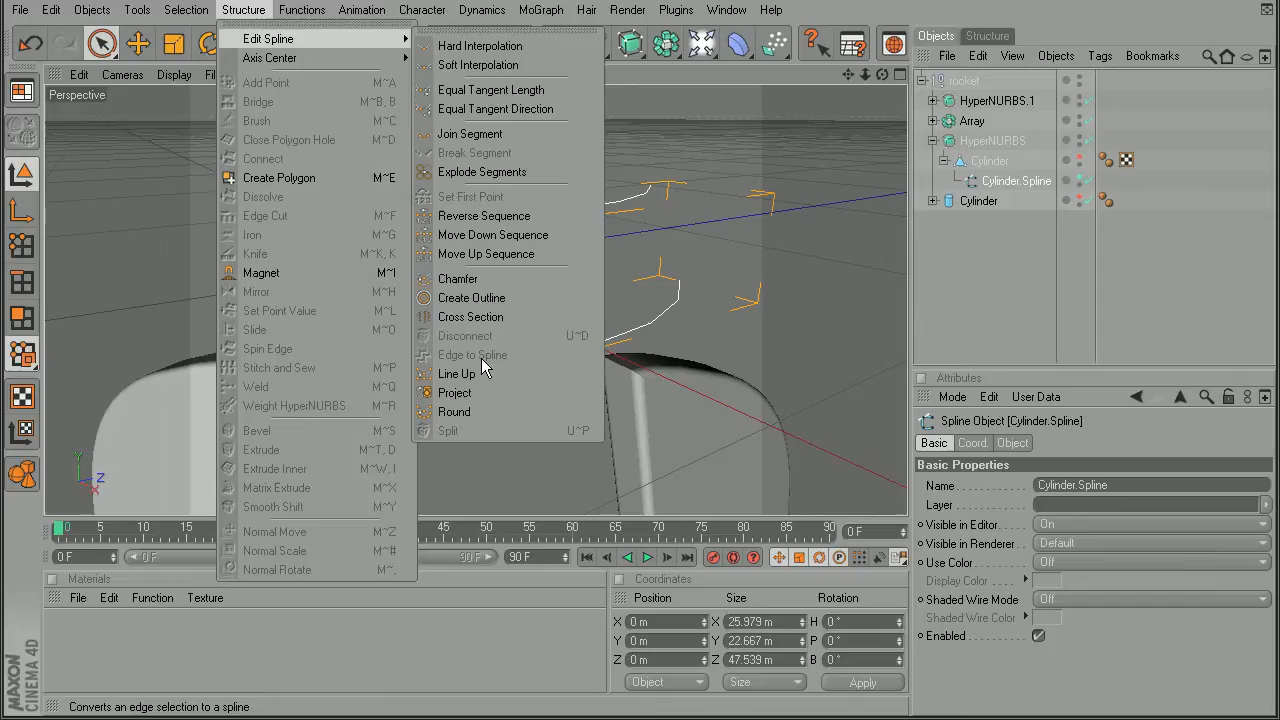 File Edit Objects Tools Selection Structure Functions Animation Character Dynamics MoGraph Hair Render Plugins Window Help
Edit Cameras Display Fi
Perspective
Edit Spline
Axis Center
Add Point M~A
Bridge M~B, B
Brush M~C
Close Polygon Hole M~D
Connect
Create Polygon M~E
Dissolve
Edge Cut M~F
Iron M~G
Knife M~K, K
Magnet M~I
Mirror M~H
Set Point Value M~L
Slide M~O
Spin Edge
Stitch and Sew M~P
Weld M~Q
Weight HyperNURBS M~R
Bevel M~S
Extrude M~T, D
Extrude Inner M~W, I
Matrix Extrude M~X
Smooth Shift M~Y
Normal Move M~Z
Normal Scale M~#
Normal Rotate M~,
Hard Interpolation
Soft Interpolation
Equal Tangent Length
Equal Tangent Direction
Join Segment
Break Segment
Explode Segments
Set First Point
Reverse Sequence
Move Down Sequence
Move Up Sequence
Chamfer
Create Outline
Cross Section
Disconnect U~D
Edge to Spline
Line Up
Project
Round
Split U~P
Y
Z
X
0 5 10 15 45 50 55 60 65 70 75 80 85 90 0 F
0 F 0 F 90 F 90 F
Materials
File Edit Function Texture
Coordinates
Position Size Rotation
X 0 m X 25.979 m H 0 °
Y 0 m Y 22.667 m P 0 °
Z 0 m Z 47.539 m B 0 °
Object Size Apply
Objects Structure
File Edit View Objects Tags Bookmarks
rocket
HyperNURBS.1
Array
HyperNURBS
Cylinder
Cylinder.Spline
Cylinder
Attributes
Mode Edit User Data
Spline Object [Cylinder.Spline]
Basic Coord. Object
Basic Properties
Name Cylinder.Spline
Layer
Visible in Editor On
Visible in Renderer Default
Use Color Off
Display Color
Shaded Wire Mode Off
Shaded Wire Color
Enabled
MAXON
CINEMA 4D
Converts an edge selection to a spline